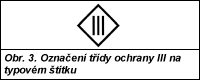 III
Obr. 3. Označení třídy ochrany III na
typovém štítku